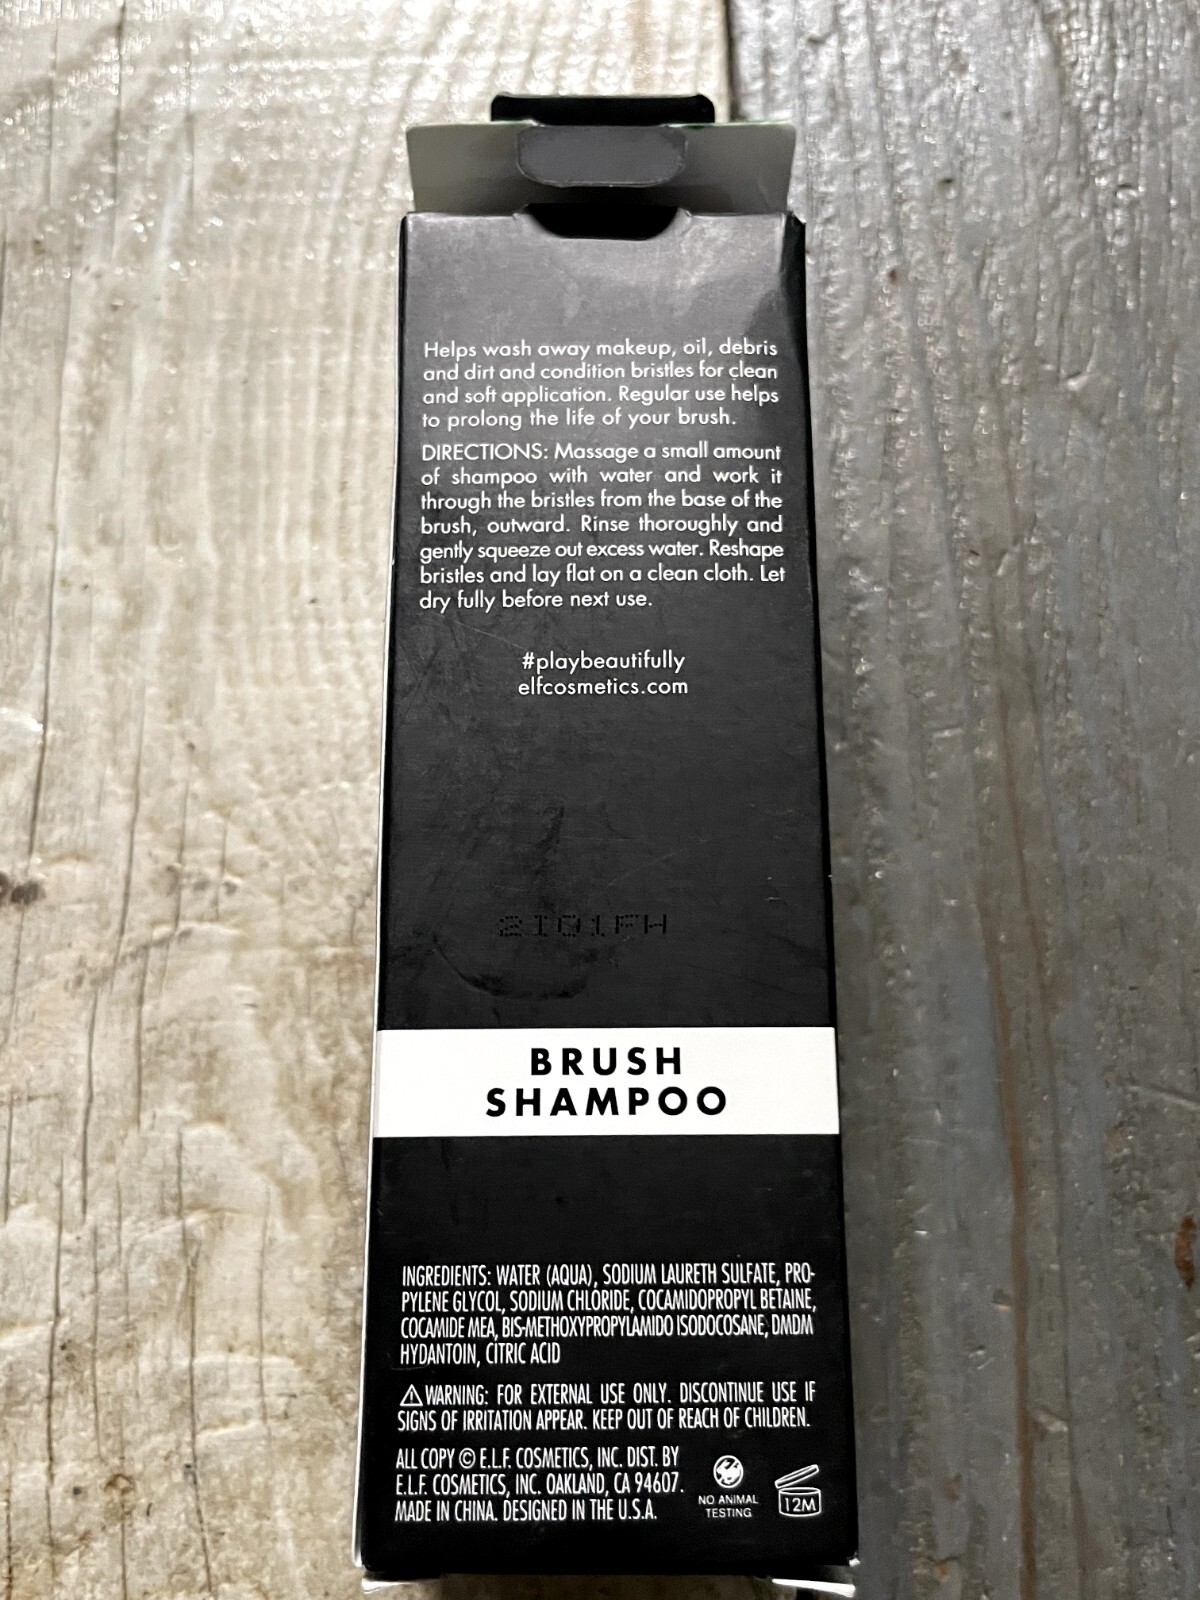 Helps wash away makeup, oil, debris
and dirt and condition bristles for clean
and soft application. Regular use helps
to prolong the life of your brush.
DIRECTIONS: Massage a small amount
of shampoo with water and work it
through the bristles from the base of the
brush, outward. Rinse thoroughly and
gently squeeze out excess water. Reshape
bristles and lay flat on a clean cloth. Let
dry fully before next use.
#playbeautifully
elfcosmetics.com
BRUSH
SHAMPOO
INGREDIENTS: WATER (AQUA), SODIUM LAURETH SULFATE, PRO-
PYLENE GLYCOL, SODIUM CHLORIDE, COCAMIDOPROPYL BETAINE,
COCAMIDE MEA, BIS-METHOXYPROPYLAMIDO ISODOCOSANE, DMDM
HYDANTOIN, CITRIC ACID
⚠ WARNING: FOR EXTERNAL USE ONLY. DISCONTINUE USE IF
SIGNS OF IRRITATION APPEAR. KEEP OUT OF REACH OF CHILDREN.
ALL COPY © E.L.F. COSMETICS, INC. DIST. BY
E.L.F. COSMETICS, INC. OAKLAND, CA 94607.
MADE IN CHINA. DESIGNED IN THE U.S.A.
NO ANIMAL
TESTING
12M